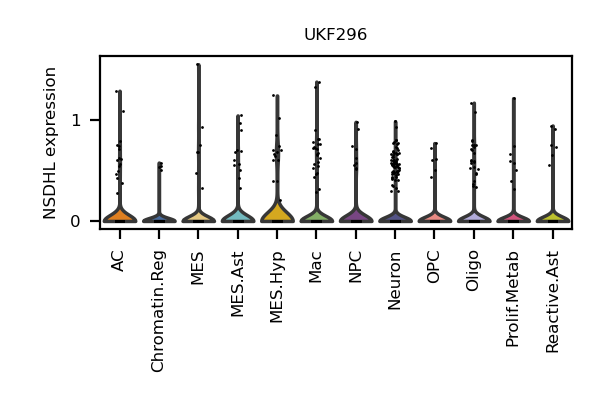 UKF296
NSDHL expression
1
0
AC
Chromatin.Reg
MES
MES.Ast
MES.Hyp
Mac
NPC
Neuron
OPC
Oligo
Prolif.Metab
Reactive.Ast